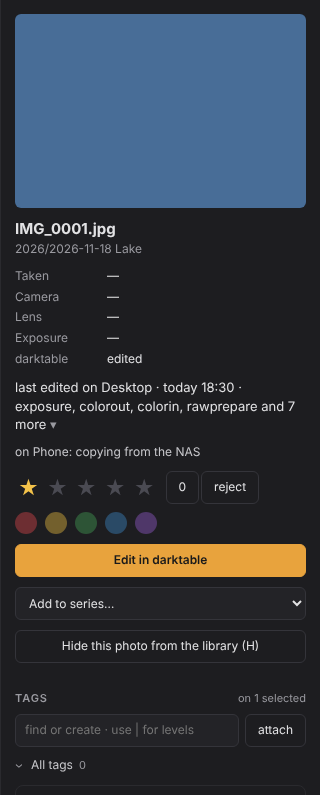 IMG_0001.jpg
2026/2026-11-18 Lake
Taken —
Camera —
Lens —
Exposure —
darktable edited
last edited on Desktop · today 18:30 ·
exposure, colorout, colorin, rawprepare and 7
more ▾
on Phone: copying from the NAS
★ ★ ★ ★ ★ 0 reject
Edit in darktable
Add to series...
Hide this photo from the library (H)
TAGS on 1 selected
find or create · use | for levels attach
All tags 0